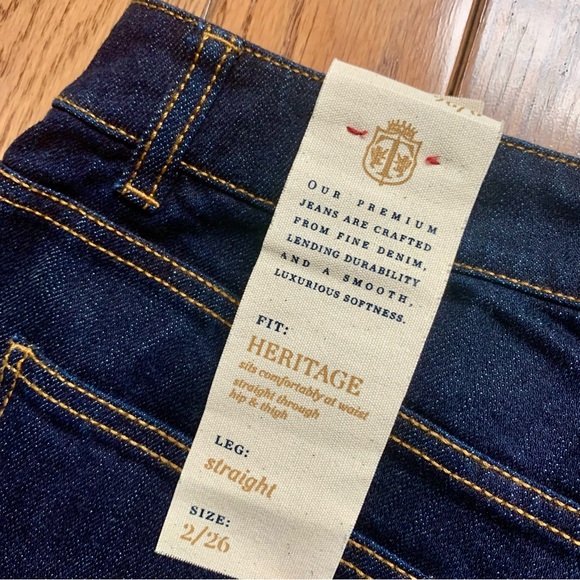 OUR PREMIUM
JEANS ARE CRAFTED
FROM FINE DENIM,
LENDING DURABILITY
AND A SMOOTH,
LUXURIOUS SOFTNESS.
FIT:
HERITAGE
sits comfortably at waist
straight through
hip & thigh
LEG:
straight
SIZE:
2/26